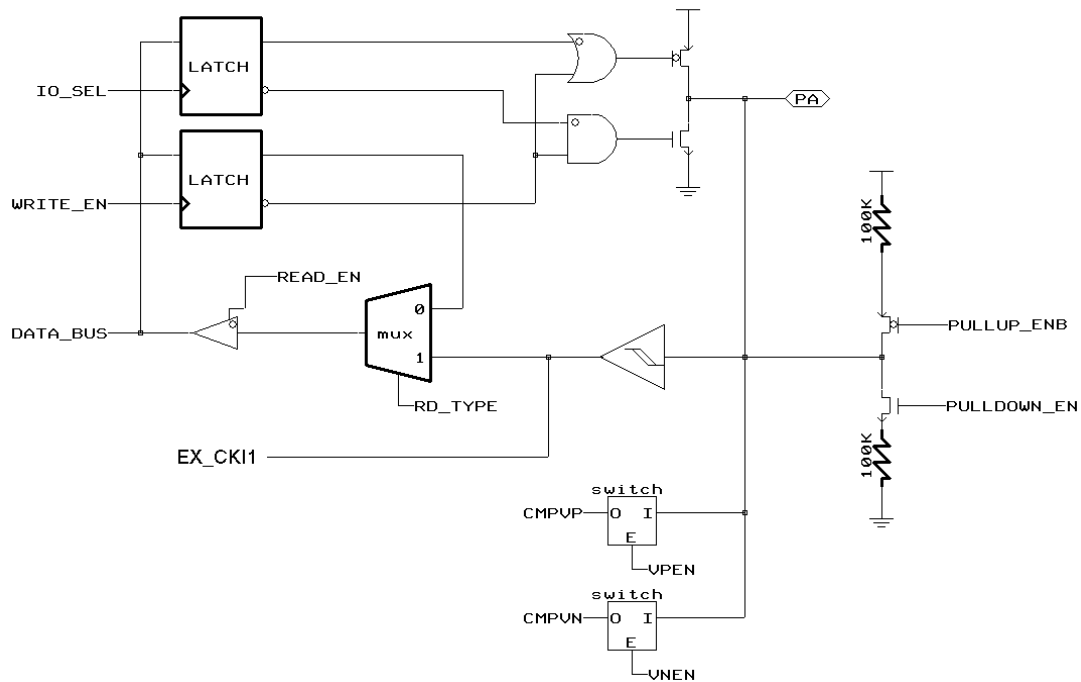 LATCH
IO_SEL
PA
LATCH
WRITE_EN
100K
READ_EN
0
DATA_BUS
mux
PULLUP_ENB
1
RD_TYPE
PULLDOWN_EN
EX_CKI1
100K
switch
CMPVP O I
E
VPEN
switch
CMPVN O I
E
VNEN